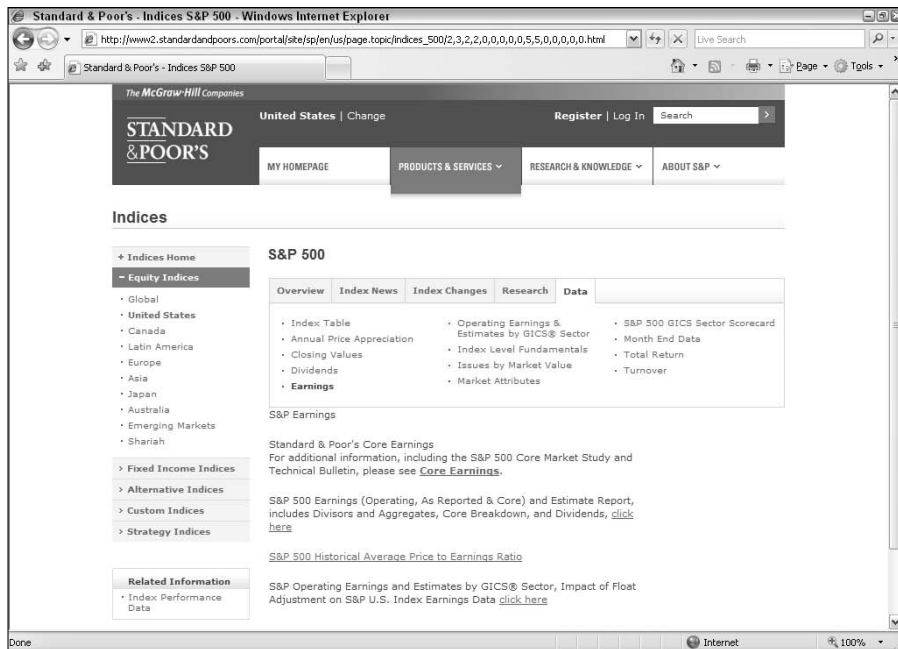 Standard & Poor's - Indices S&P 500 - Windows Internet Explorer
http://www2.standardandpoors.com/portal/site/sp/en/us/page.topic/indices_500/2,3,2,2,0,0,0,0,0,5,5,0,0,0,0,0.html
Live Search
Standard & Poor's - Indices S&P 500
Page
Tools
The McGraw·Hill Companies
STANDARD
&POOR'S
United States | Change
Register | Log In
Search
MY HOMEPAGE
PRODUCTS & SERVICES
RESEARCH & KNOWLEDGE
ABOUT S&P
Indices
+ Indices Home
− Equity Indices
· Global
· United States
· Canada
· Latin America
· Europe
· Asia
· Japan
· Australia
· Emerging Markets
· Shariah
> Fixed Income Indices
> Alternative Indices
> Custom Indices
> Strategy Indices
Related Information
· Index Performance
Data
S&P 500
Overview
Index News
Index Changes
Research
Data
· Index Table
· Annual Price Appreciation
· Closing Values
· Dividends
· Earnings
· Operating Earnings &
Estimates by GICS® Sector
· Index Level Fundamentals
· Issues by Market Value
· Market Attributes
· S&P 500 GICS Sector Scorecard
· Month End Data
· Total Return
· Turnover
S&P Earnings
Standard & Poor's Core Earnings
For additional information, including the S&P 500 Core Market Study and
Technical Bulletin, please see Core Earnings.
S&P 500 Earnings (Operating, As Reported & Core) and Estimate Report,
includes Divisors and Aggregates, Core Breakdown, and Dividends, click
here
S&P 500 Historical Average Price to Earnings Ratio
S&P Operating Earnings and Estimates by GICS® Sector, Impact of Float
Adjustment on S&P U.S. Index Earnings Data click here
Done
Internet
100%